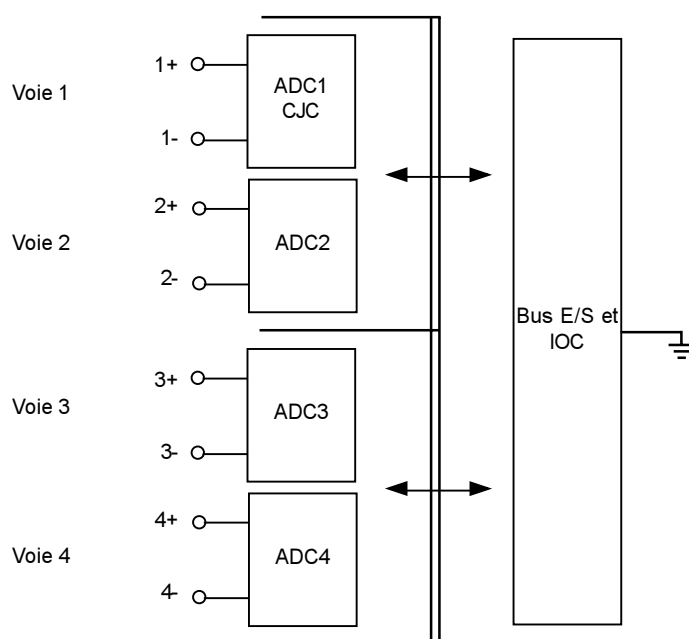 Voie 1
1+
1-
ADC1
CJC
Voie 2
2+
2-
ADC2
Bus E/S et
IOC
Voie 3
3+
3-
ADC3
Voie 4
4+
4-
ADC4